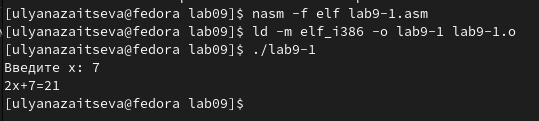 [ulyanazaitseva@fedora lab09]$ nasm -f elf lab9-1.asm
[ulyanazaitseva@fedora lab09]$ ld -m elf_i386 -o lab9-1 lab9-1.o
[ulyanazaitseva@fedora lab09]$ ./lab9-1
Введите x: 7
2x+7=21
[ulyanazaitseva@fedora lab09]$